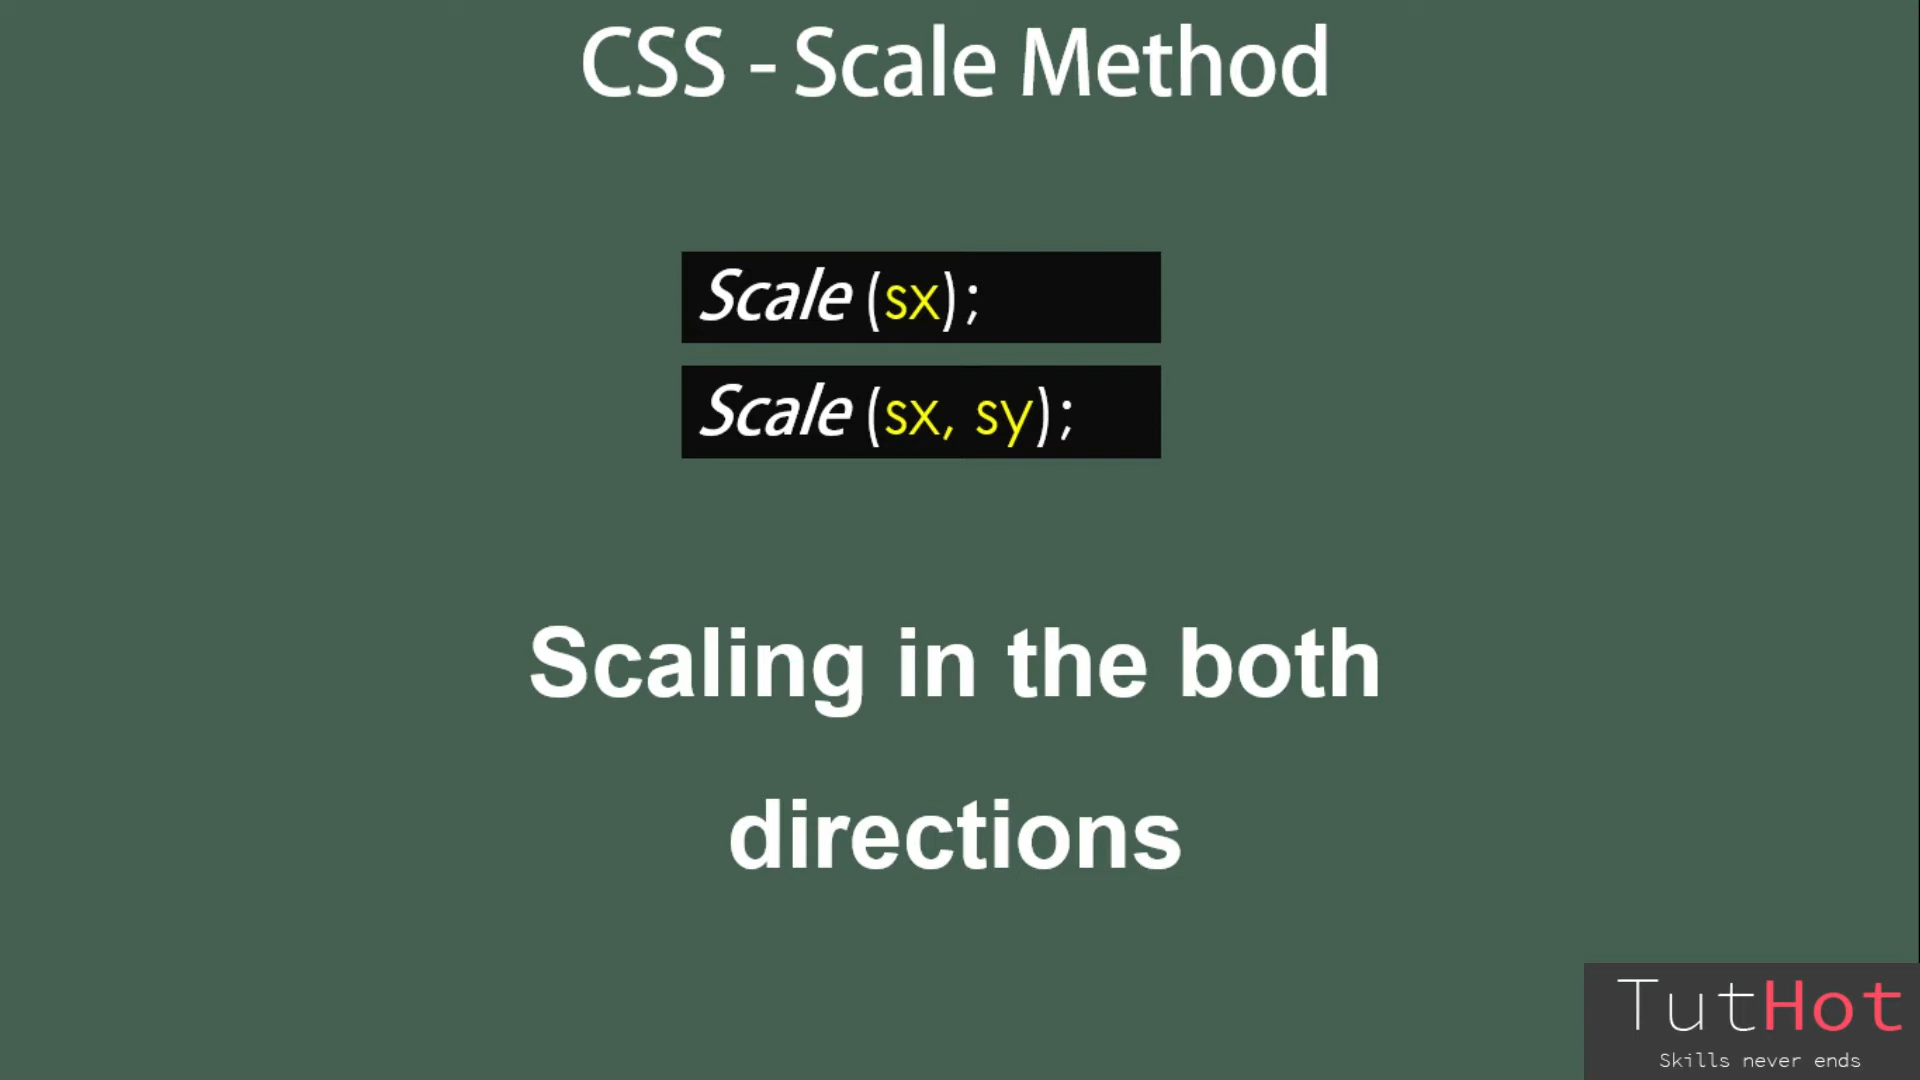 CSS - Scale Method
Scale (sx);
Scale (sx, sy);
Scaling in the both
directions
TutHot
Skills never ends